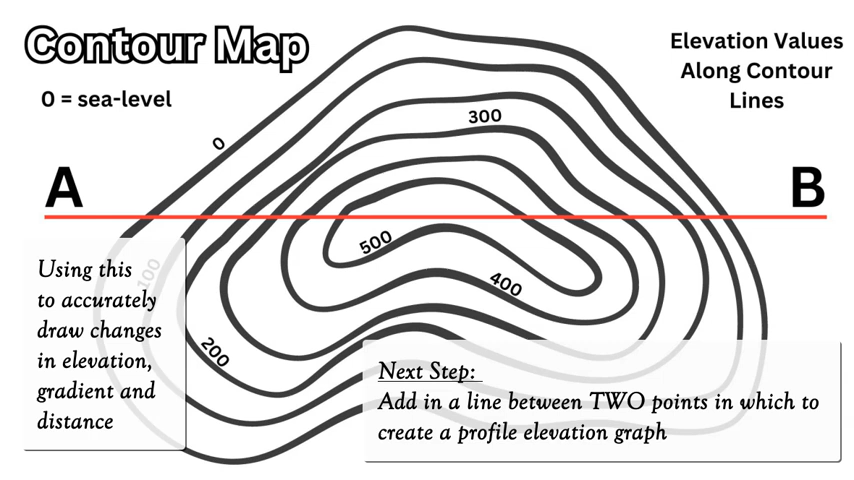 Contour Map
0 = sea-level
Elevation Values
Along Contour
Lines
0
300
A
B
500
400
100
200
Using this
to accurately
draw changes
in elevation,
gradient and
distance
Next Step:
Add in a line between TWO points in which to
create a profile elevation graph